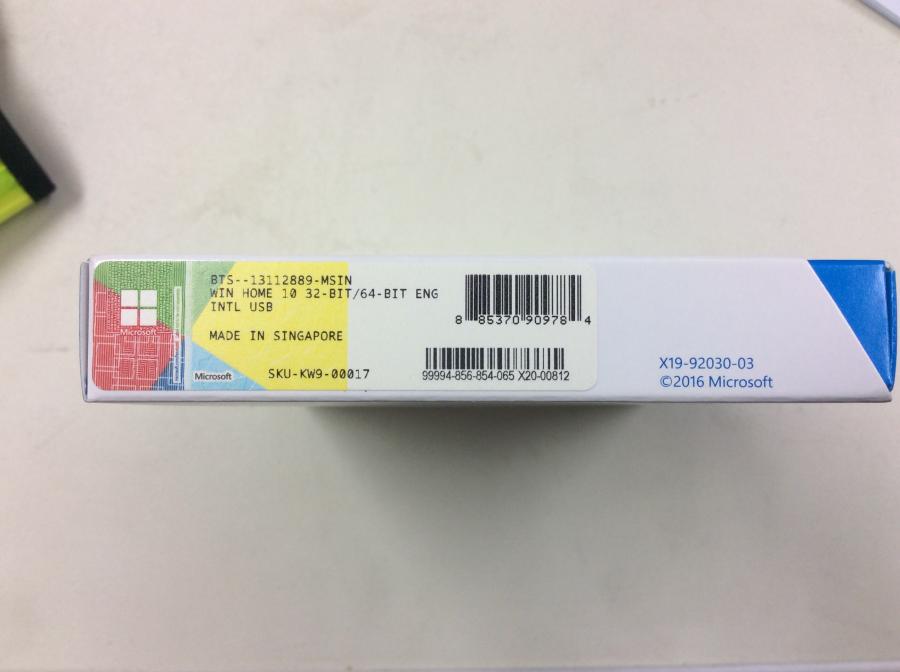 BTS--13112889-MSIN
WIN HOME 10 32-BIT/64-BIT ENG
INTL USB
MADE IN SINGAPORE
SKU-KW9-00017
8 85370 90978 4
99994-856-854-065 X20-00812
Microsoft
Microsoft
X19-92030-03
©2016 Microsoft